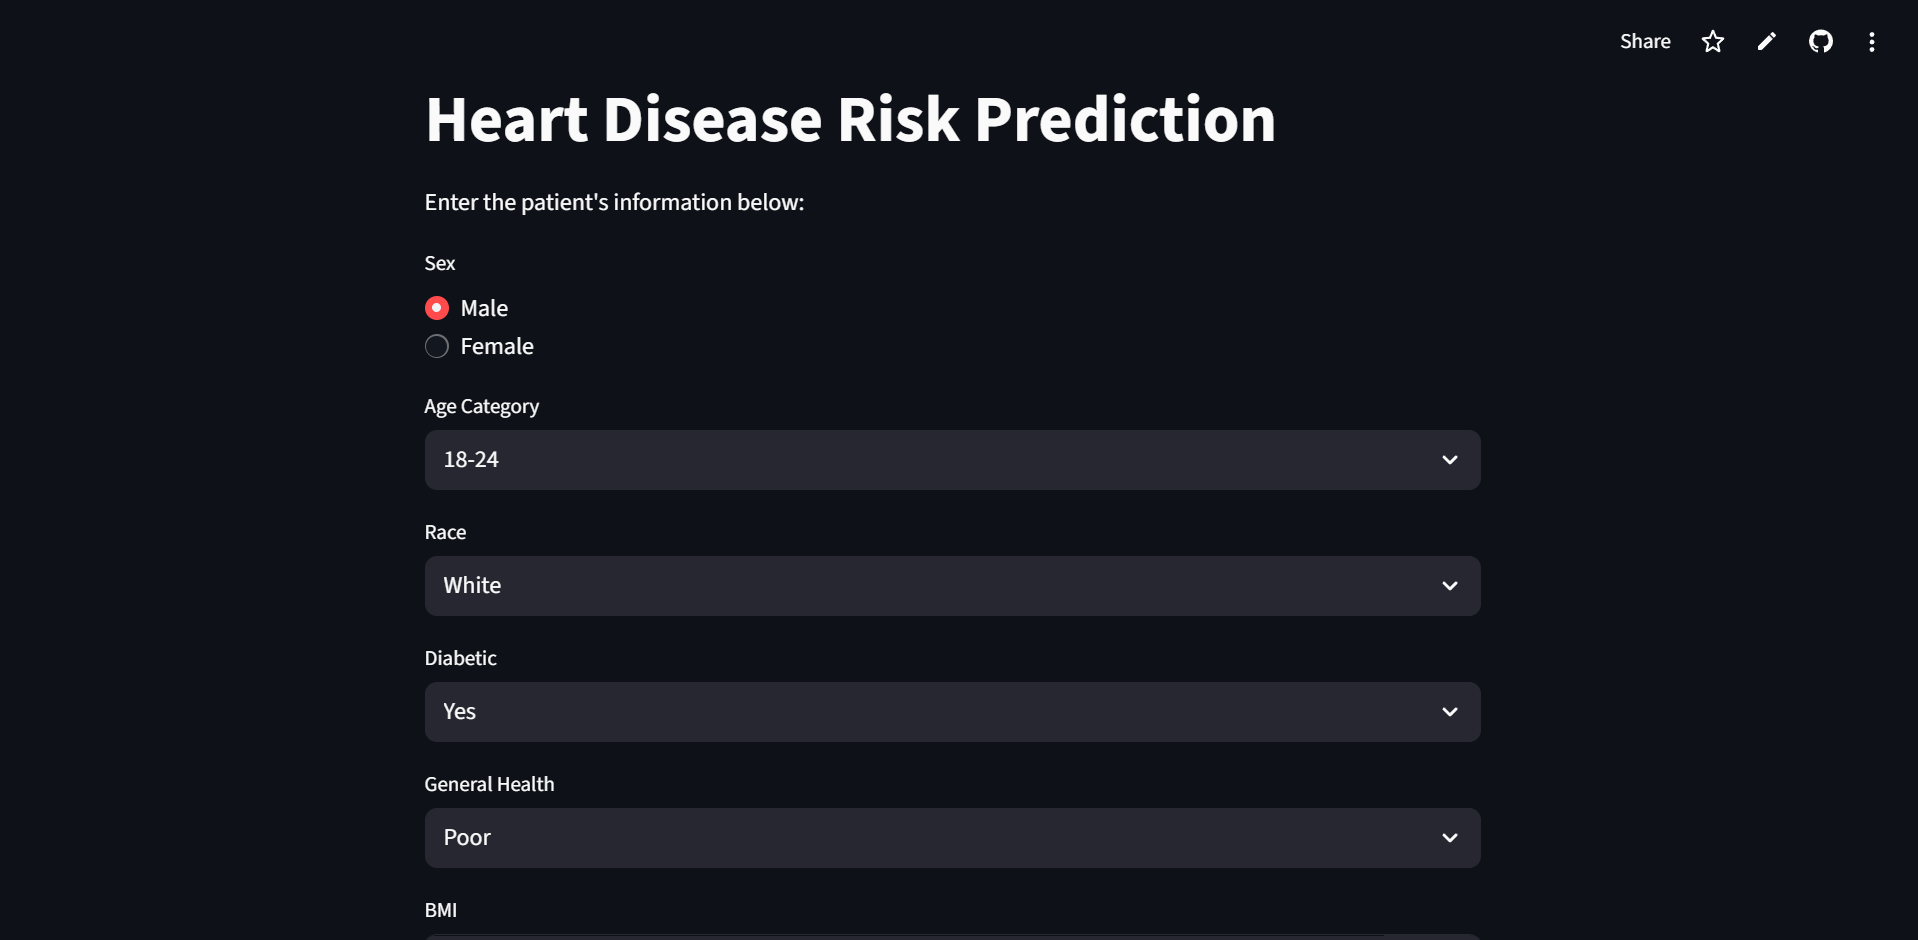 Share
Heart Disease Risk Prediction
Enter the patient's information below:
Sex
Male
Female
Age Category
18-24
Race
White
Diabetic
Yes
General Health
Poor
BMI